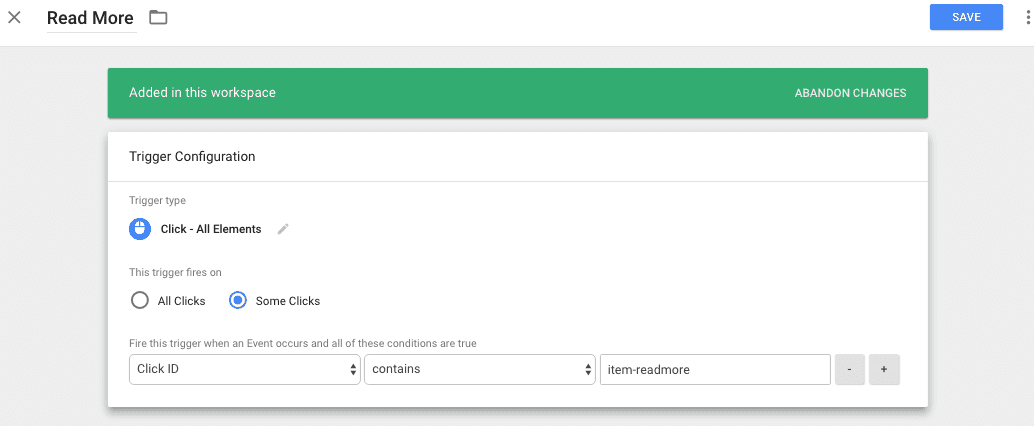 Read More
SAVE
Added in this workspace
ABANDON CHANGES
Trigger Configuration
Trigger type
Click - All Elements
This trigger fires on
All Clicks Some Clicks
Fire this trigger when an Event occurs and all of these conditions are true
Click ID contains item-readmore - +